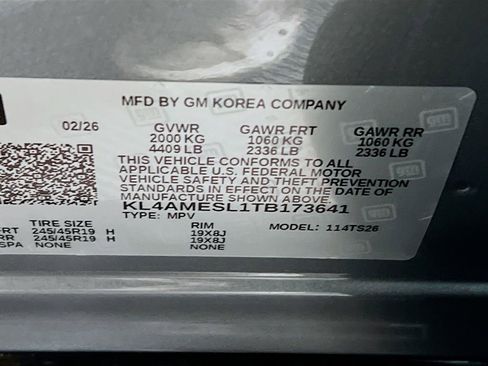 MFD BY GM KOREA COMPANY
02/26 GVWR GAWR FRT GAWR RR
2000 KG 1060 KG 1060 KG
4409 LB 2336 LB 2336 LB
THIS VEHICLE CONFORMS TO ALL
APPLICABLE U.S. FEDERAL MOTOR
VEHICLE SAFETY AND THEFT PREVENTION
STANDARDS IN EFFECT ON THE DATE OF
MANUFACTURE SHOWN ABOVE.
KL4AMESL1TB173641
TYPE: MPV MODEL: 114TS26
TIRE RIM
FRT 245/45R19 H 19X8J
RR 245/45R19 H 19X8J
SPA NONE NONE